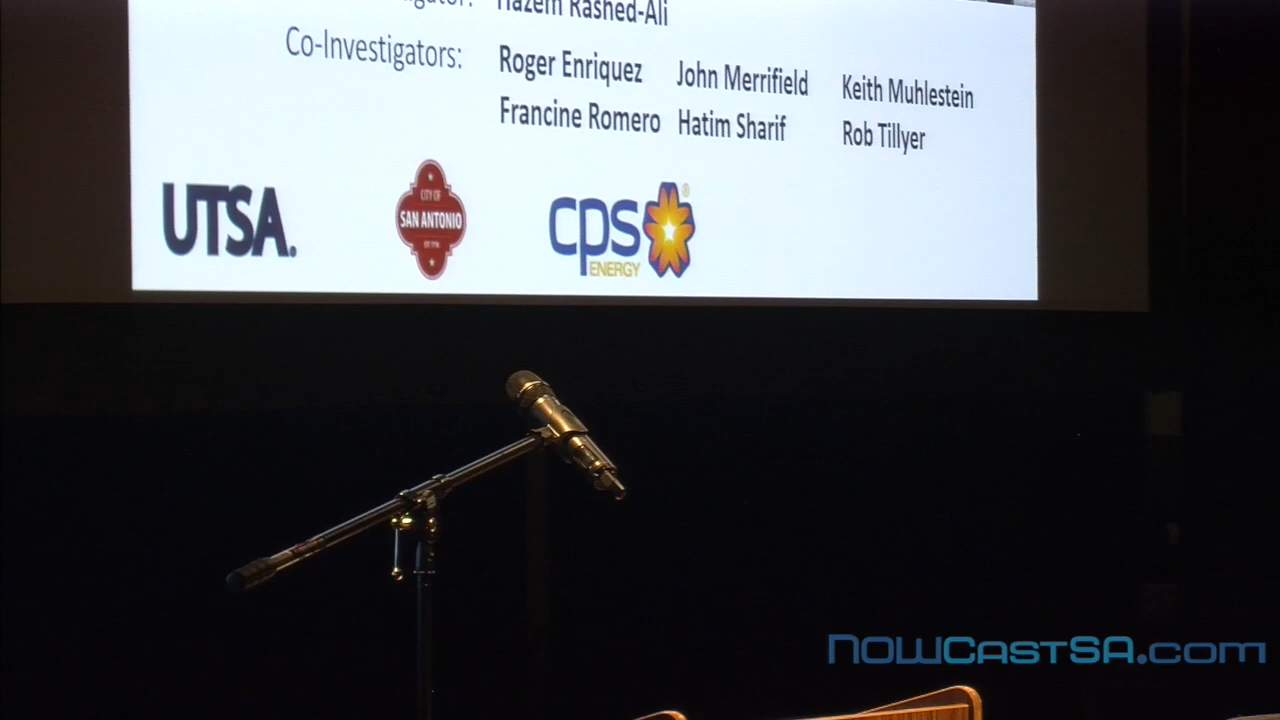 Hazem Rashed-Ali
Co-Investigators: Roger Enriquez John Merrifield Keith Muhlestein
Francine Romero Hatim Sharif Rob Tillyer
UTSA.
CITY OF
SAN ANTONIO
cps
ENERGY
NOWCastSA.com